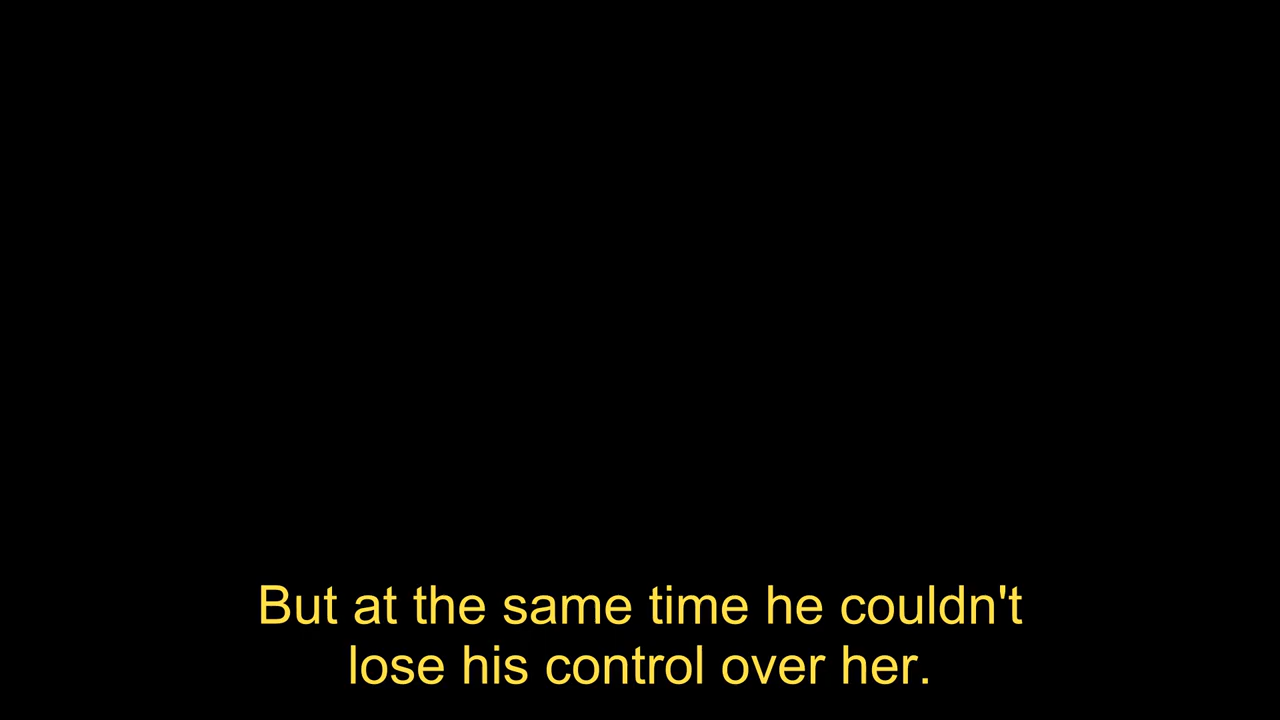 But at the same time he couldn't
lose his control over her.